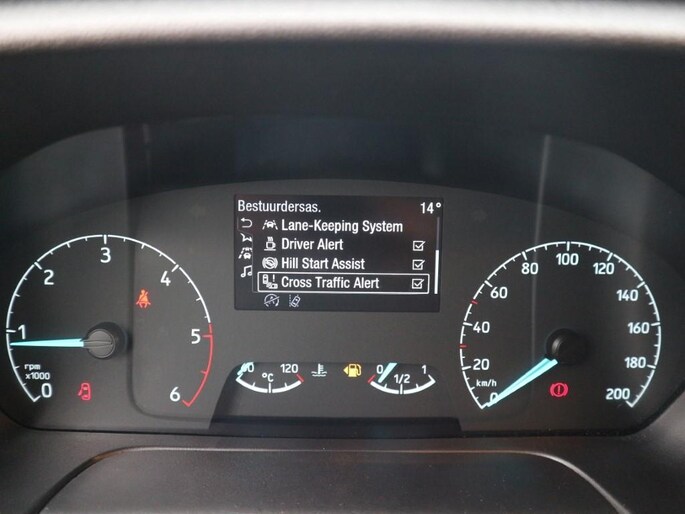 Bestuurdersas. 14°
Lane-Keeping System
Driver Alert
Hill Start Assist
Cross Traffic Alert
0 1 2 3 4 5 6
rpm
x1000
120
°C
0 1/2 1
0 20 40 60 80 100 120 140 160 180 200
km/h